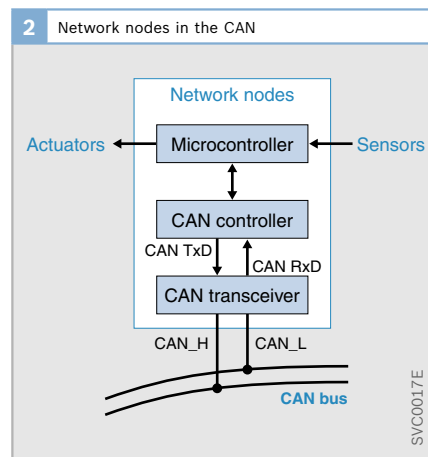 2 Network nodes in the CAN
Network nodes
Actuators Microcontroller Sensors
CAN controller
CAN TxD
CAN RxD
CAN transceiver
CAN_H CAN_L
CAN bus
SVC0017E